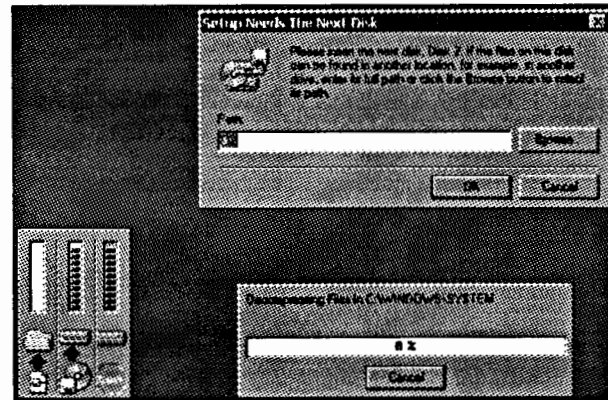 Setup Needs The Next Disk
Please insert the next disk, Disk 2. If the files on this disk
can be found in another location, for example, in another
drive, enter its full path or click the Browse button to select
its path.
Path
Browse...
OK
Cancel
Decompressing Files in C:\WINDOWS\SYSTEM
0 %
Cancel